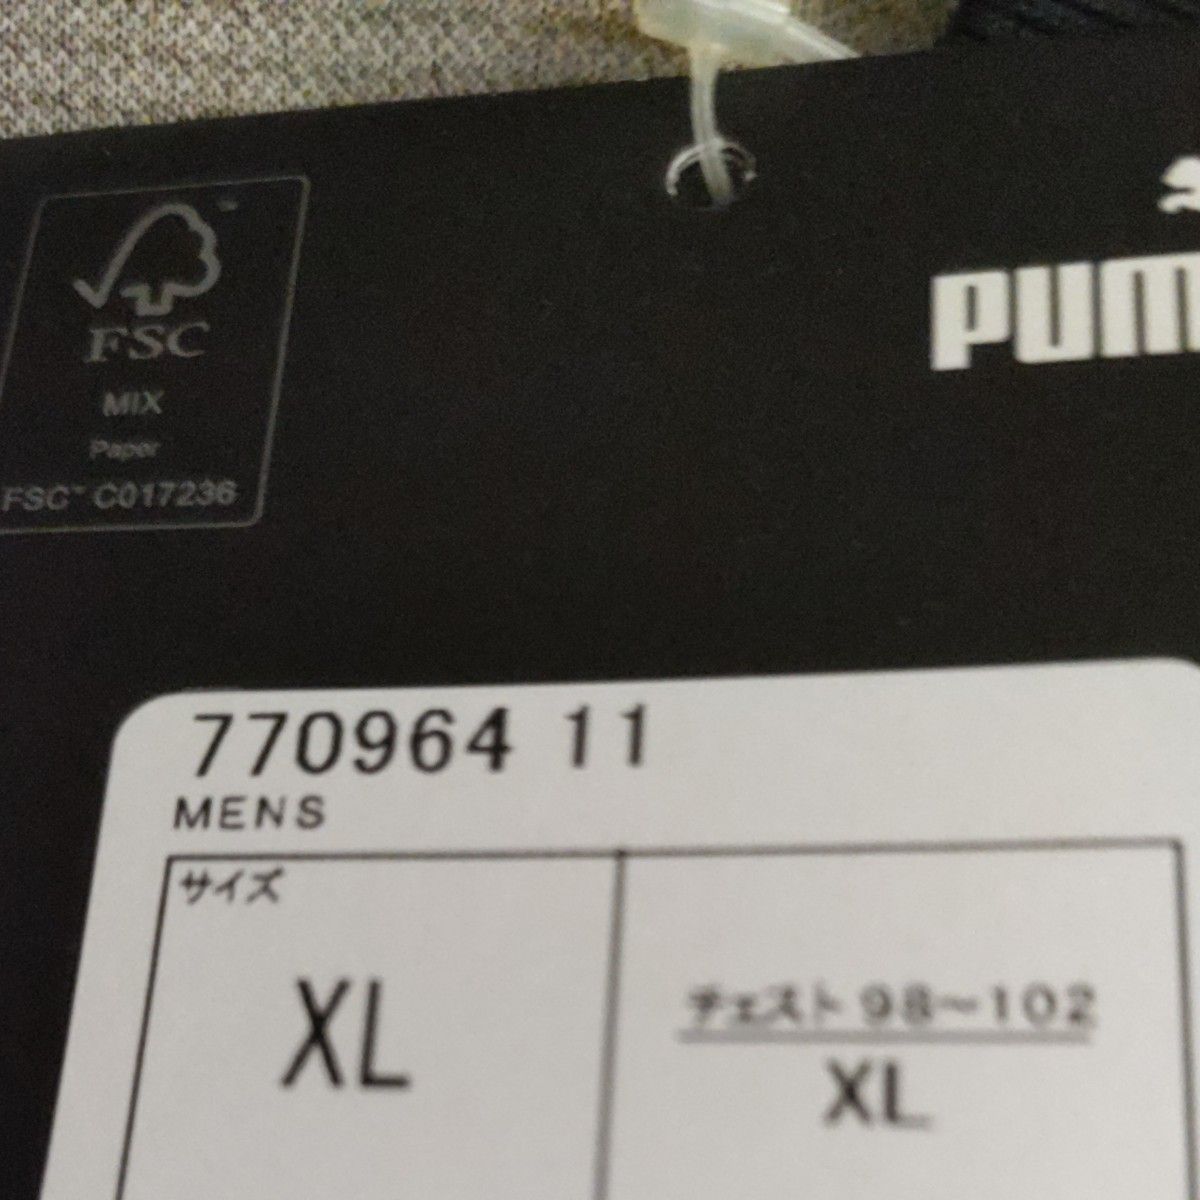 FSC
MIX
Paper
FSC™ C017236
PUM
770964 11
MENS
サイズ
XL
チェスト 98～102
XL